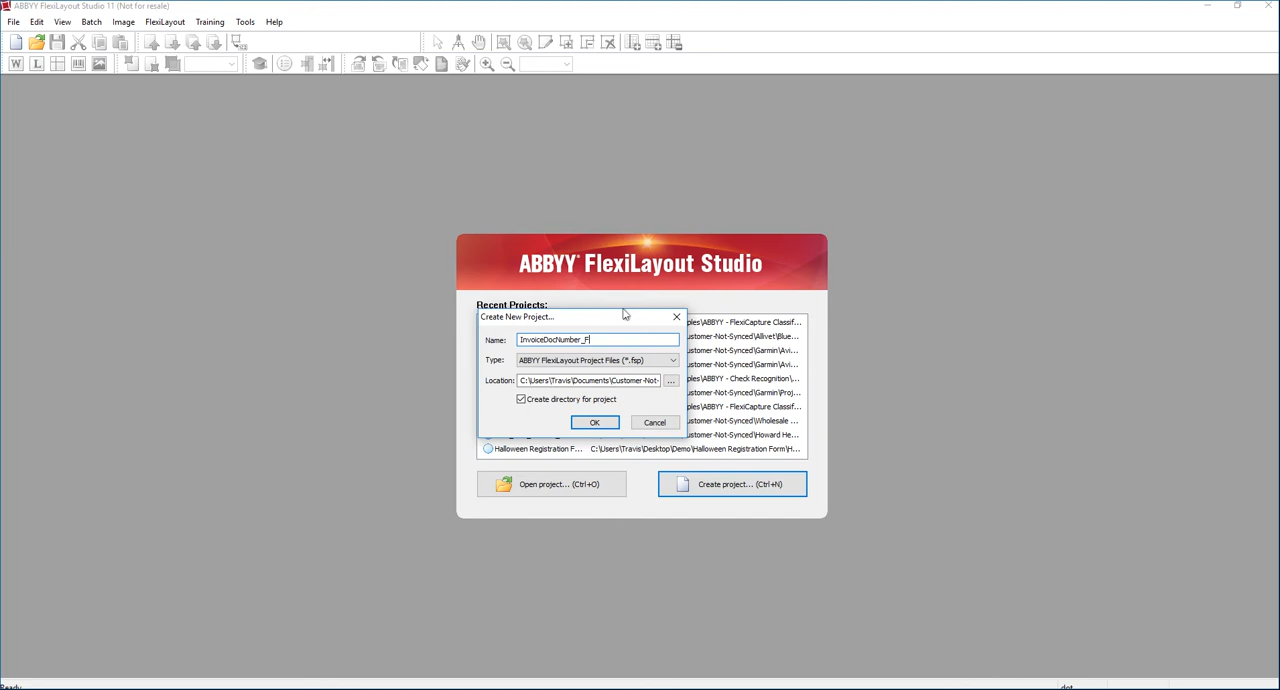 ABBYY FlexiLayout Studio 11 (Not for resale)
File Edit View Batch Image FlexiLayout Training Tools Help
W L
ABBYY FlexiLayout Studio
Recent Projects:
Create New Project...
Name: InvoiceDocNumber_F
Type: ABBYY FlexiLayout Project Files (*.fsp)
Location: C:\Users\Travis\Documents\Customer-Not- ...
Create directory for project
OK Cancel
ples\ABBYY - FlexiCapture Classif...
ustomer-Not-Synced\Allivet\Blue...
ustomer-Not-Synced\Garmin\Avi...
ustomer-Not-Synced\Garmin\Avi...
ples\ABBYY - Check Recognition\...
ustomer-Not-Synced\Garmin\Proj...
ples\ABBYY - FlexiCapture Classif...
ustomer-Not-Synced\Wholesale ...
ustomer-Not-Synced\Howard He...
Halloween Registration F... C:\Users\Travis\Desktop\Demo\Halloween Registration Form\H...
Open project... (Ctrl+O) Create project... (Ctrl+N)
Ready dot